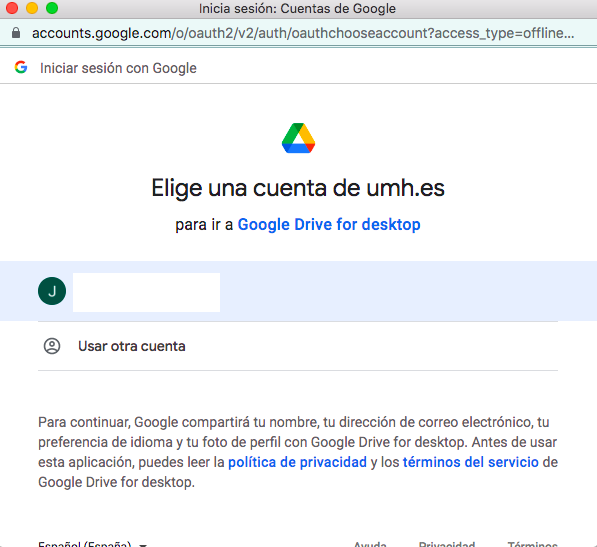 Inicia sesión: Cuentas de Google
accounts.google.com/o/oauth2/v2/auth/oauthchooseaccount?access_type=offline...
Iniciar sesión con Google
Elige una cuenta de umh.es
para ir a Google Drive for desktop
J
Usar otra cuenta
Para continuar, Google compartirá tu nombre, tu dirección de correo electrónico, tu
preferencia de idioma y tu foto de perfil con Google Drive for desktop. Antes de usar
esta aplicación, puedes leer la política de privacidad y los términos del servicio de
Google Drive for desktop.
Español (España) Ayuda Privacidad Términos